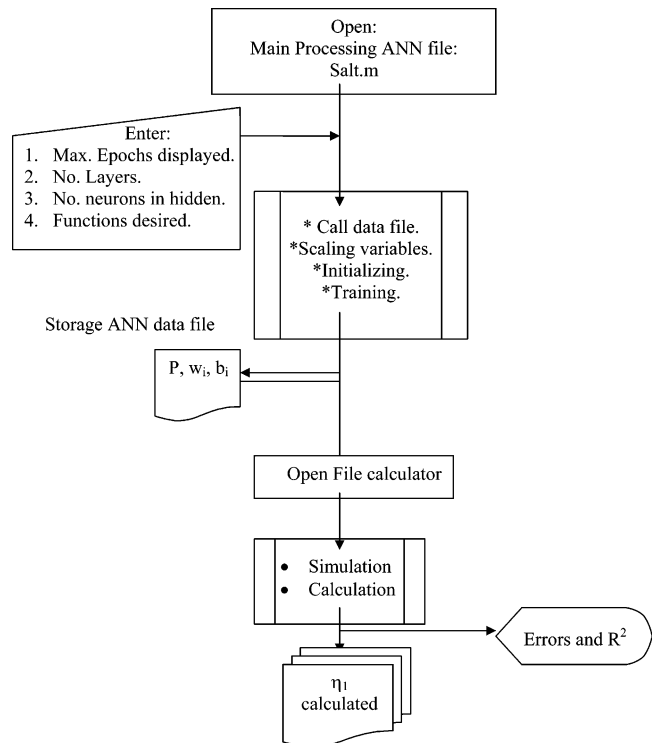 Open:
Main Processing ANN file:
Salt.m
Enter:
1. Max. Epochs displayed.
2. No. Layers.
3. No. neurons in hidden.
4. Functions desired.
* Call data file.
*Scaling variables.
*Initializing.
*Training.
Storage ANN data file
P, wᵢ, bᵢ
Open File calculator
• Simulation
• Calculation
Errors and R²
η₁
calculated